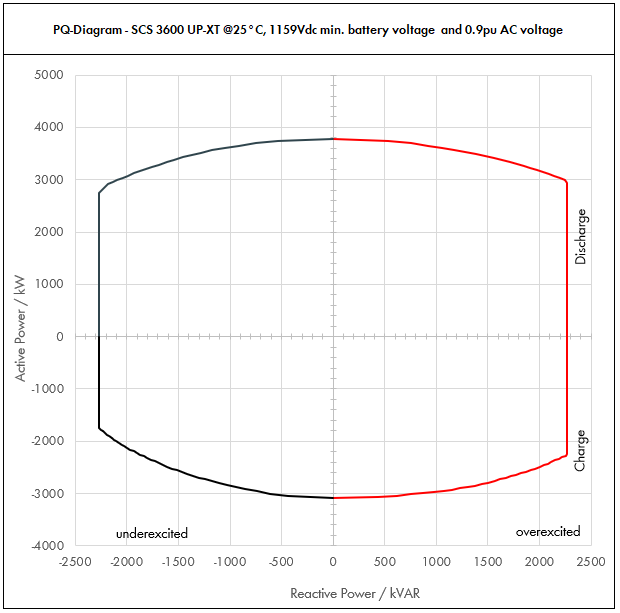 PQ-Diagram - SCS 3600 UP-XT @25°C, 1159Vdc min. battery voltage and 0.9pu AC voltage
5000
4000
3000
2000
1000
0
-1000
-2000
-3000
-4000
Active Power / kW
Discharge
Charge
underexcited
overexcited
-2500 -2000 -1500 -1000 -500 0 500 1000 1500 2000 2500
Reactive Power / kVAR